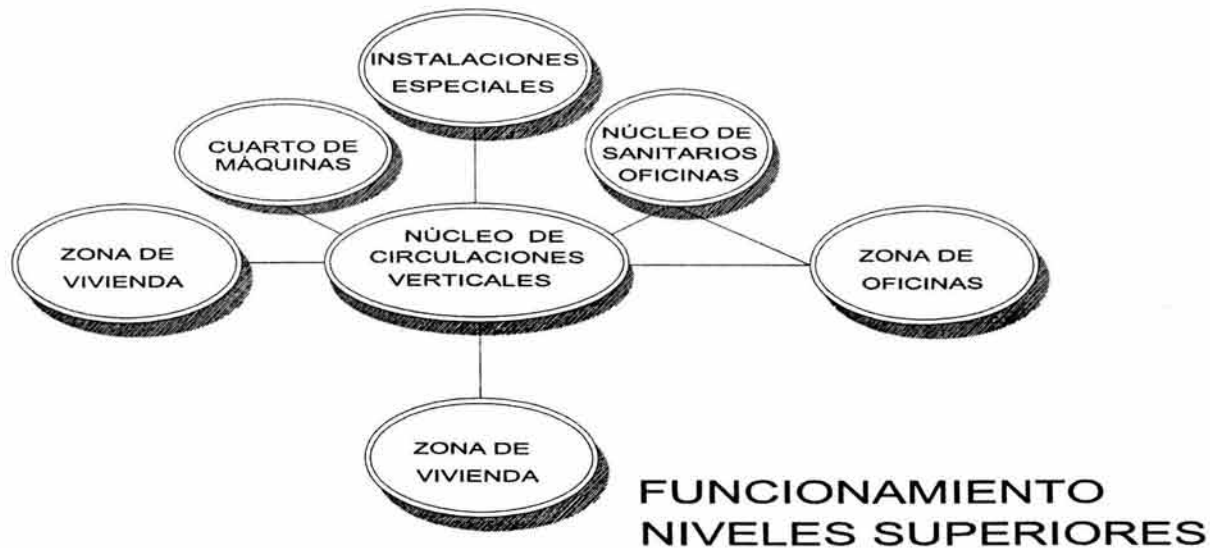 INSTALACIONES
ESPECIALES
CUARTO DE
MÁQUINAS
NÚCLEO DE
SANITARIOS
OFICINAS
ZONA DE
VIVIENDA
NÚCLEO DE
CIRCULACIONES
VERTICALES
ZONA DE
OFICINAS
ZONA DE
VIVIENDA
FUNCIONAMIENTO
NIVELES SUPERIORES